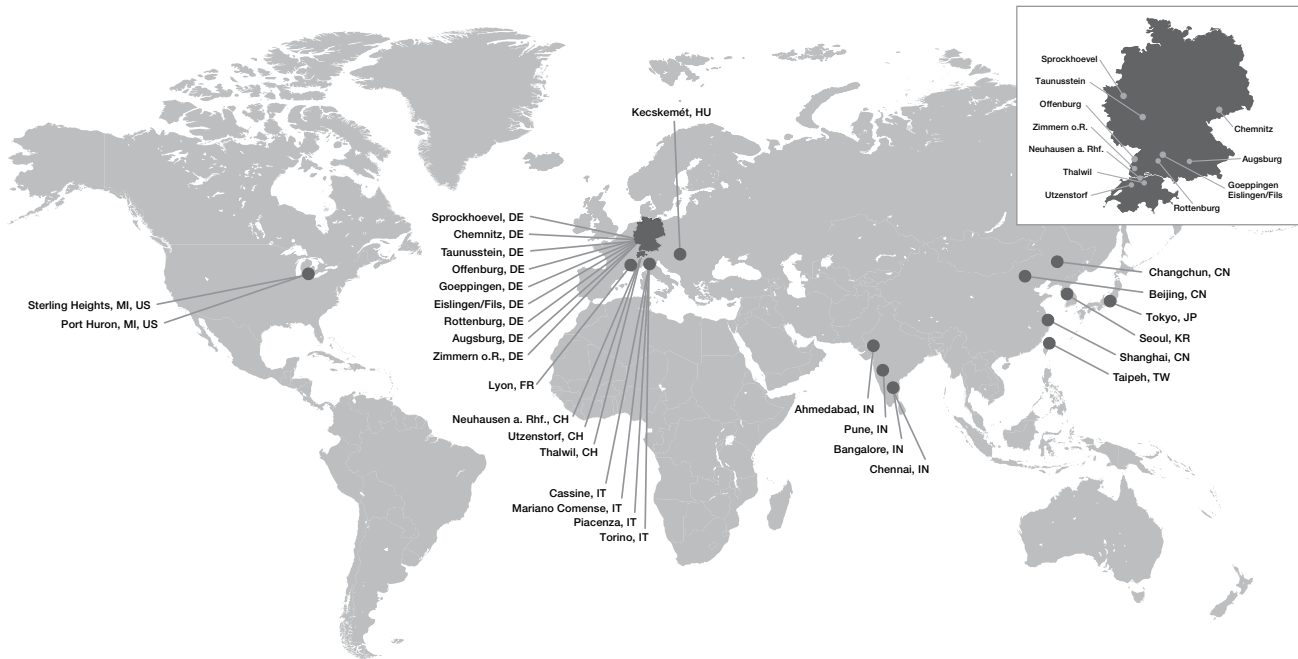 Sterling Heights, MI, US
Port Huron, MI, US
Kecskemét, HU
Sprockhoevel, DE
Chemnitz, DE
Taunusstein, DE
Offenburg, DE
Goeppingen, DE
Eislingen/Fils, DE
Rottenburg, DE
Augsburg, DE
Zimmern o.R., DE
Lyon, FR
Neuhausen a. Rhf., CH
Utzenstorf, CH
Thalwil, CH
Cassine, IT
Mariano Comense, IT
Piacenza, IT
Torino, IT
Ahmedabad, IN
Pune, IN
Bangalore, IN
Chennai, IN
Changchun, CN
Beijing, CN
Tokyo, JP
Seoul, KR
Shanghai, CN
Taipeh, TW
Sprockhoevel
Taunusstein
Offenburg
Zimmern o.R.
Neuhausen a. Rhf.
Thalwil
Utzenstorf
Chemnitz
Augsburg
Goeppingen
Eislingen/Fils
Rottenburg